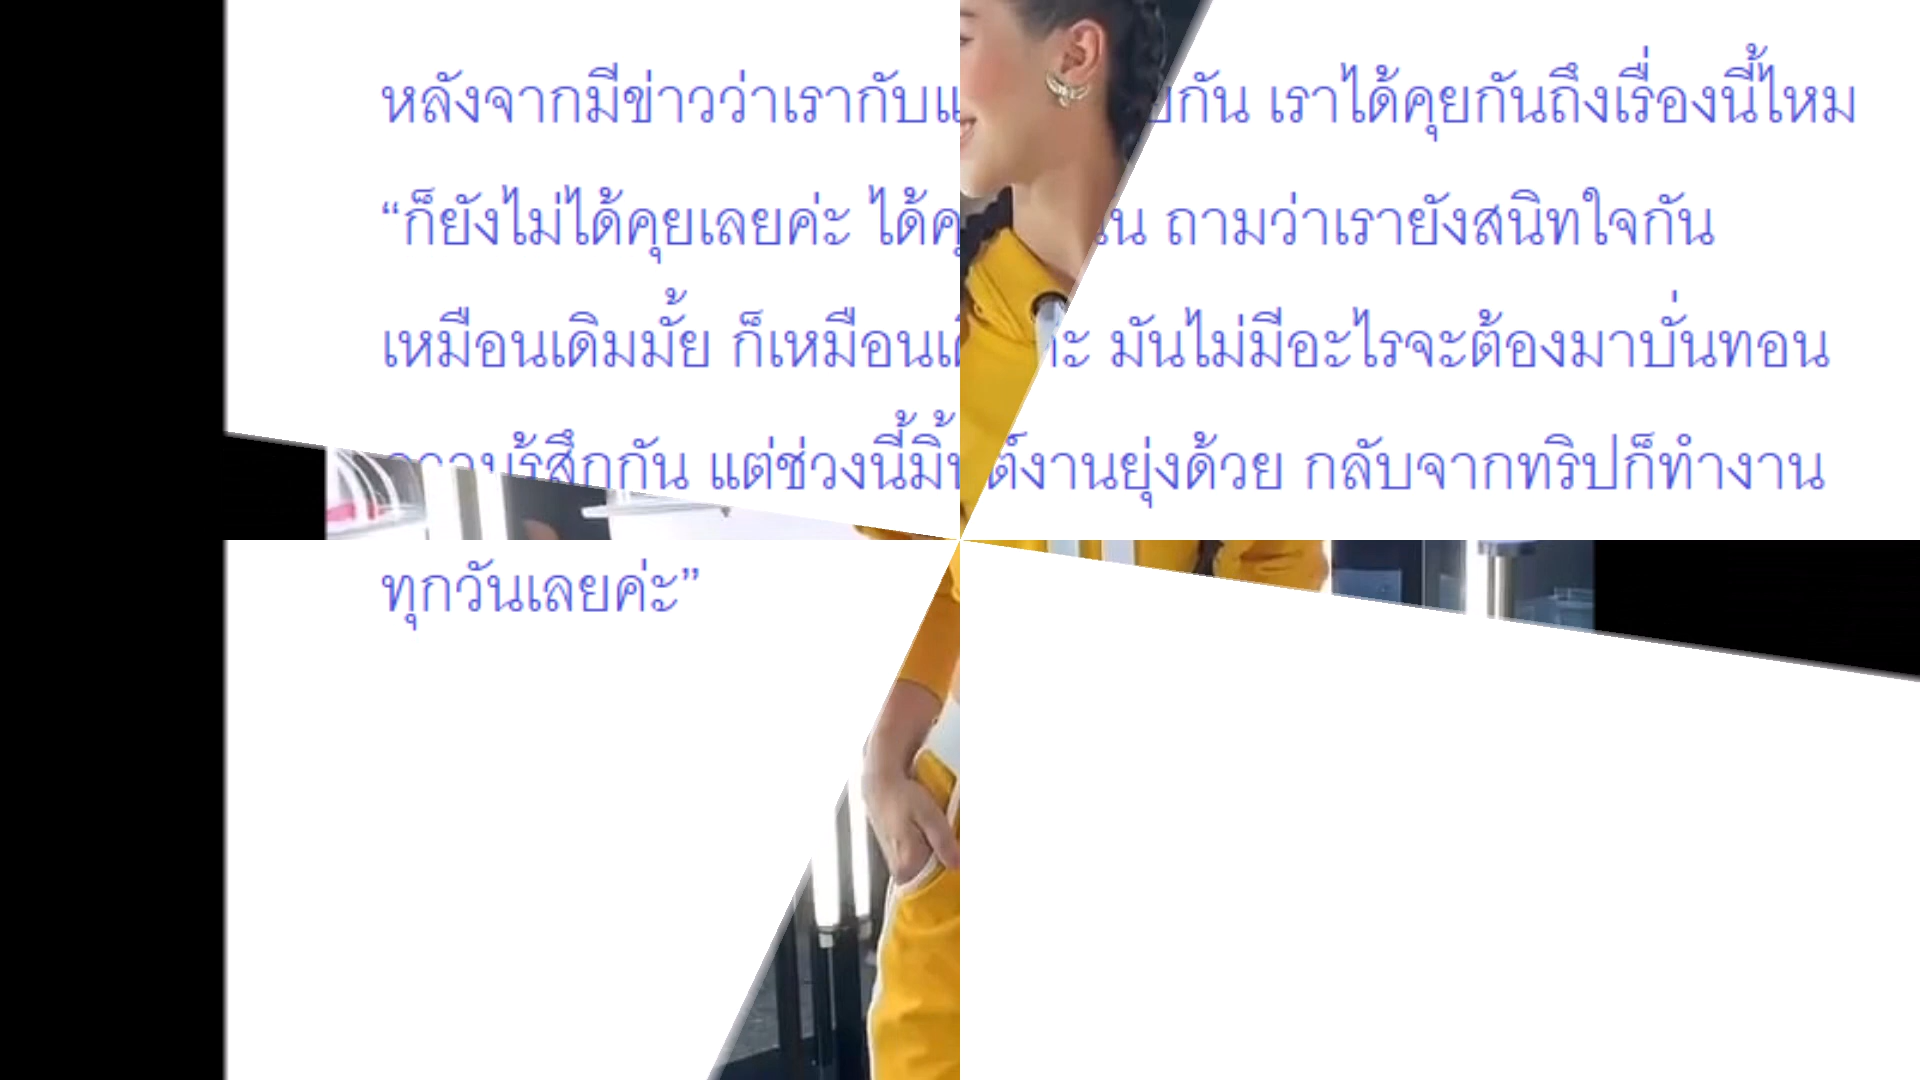 หลังจากมีข่าวว่าเรากับ กัน เราได้คุยกันถึงเรื่องนี้ไหม
“ก็ยังไม่ได้คุยเลยค่ะ ได้ ถามว่าเรายังสนิทใจกัน
เหมือนเดิมมั้ย ก็เหมือน มันไม่มีอะไรจะต้องมาบั่นทอน
กัน แต่ช่วงนี้มิ้นต์งานยุ่งด้วย กลับจากทริปก็ทำงาน
ทุกวันเลยค่ะ”